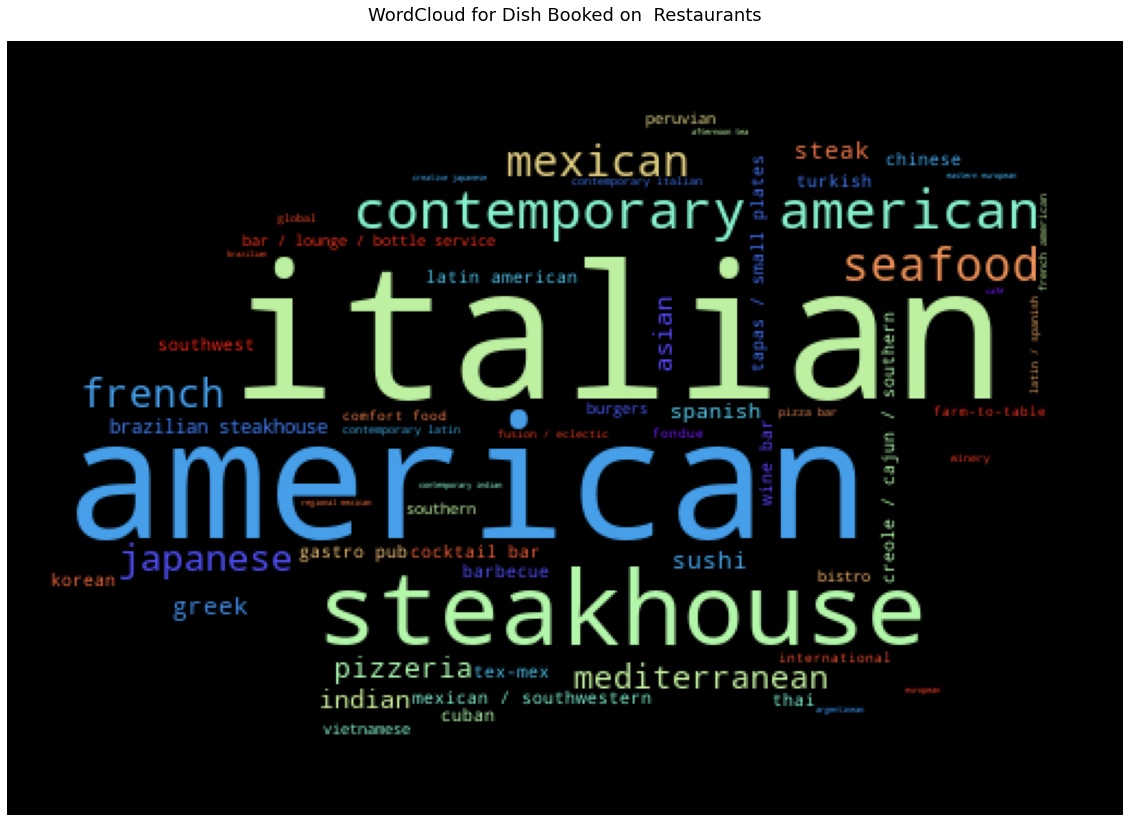 WordCloud for Dish Booked on  Restaurants
peruvian
afternoon tea
mexican
steak
chinese
creative japanese
contemporary italian
turkish
eastern european
tapas / small plates
contemporary american
french american
global
bar / lounge / bottle service
brazilian
seafood
latin american
italian
café
asian
latin / spanish
southwest
creole / cajun / southern
french
burgers
spanish
pizza bar
farm-to-table
comfort food
brazilian steakhouse
contemporary latin
fusion / eclectic
fondue
wine bar
winery
american
contemporary indian
regional mexican
southern
japanese
gastro pub
cocktail bar
sushi
barbecue
korean
bistro
greek
steakhouse
international
pizzeria
tex-mex
mediterranean
european
indian
mexican / southwestern
thai
argentinean
cuban
vietnamese